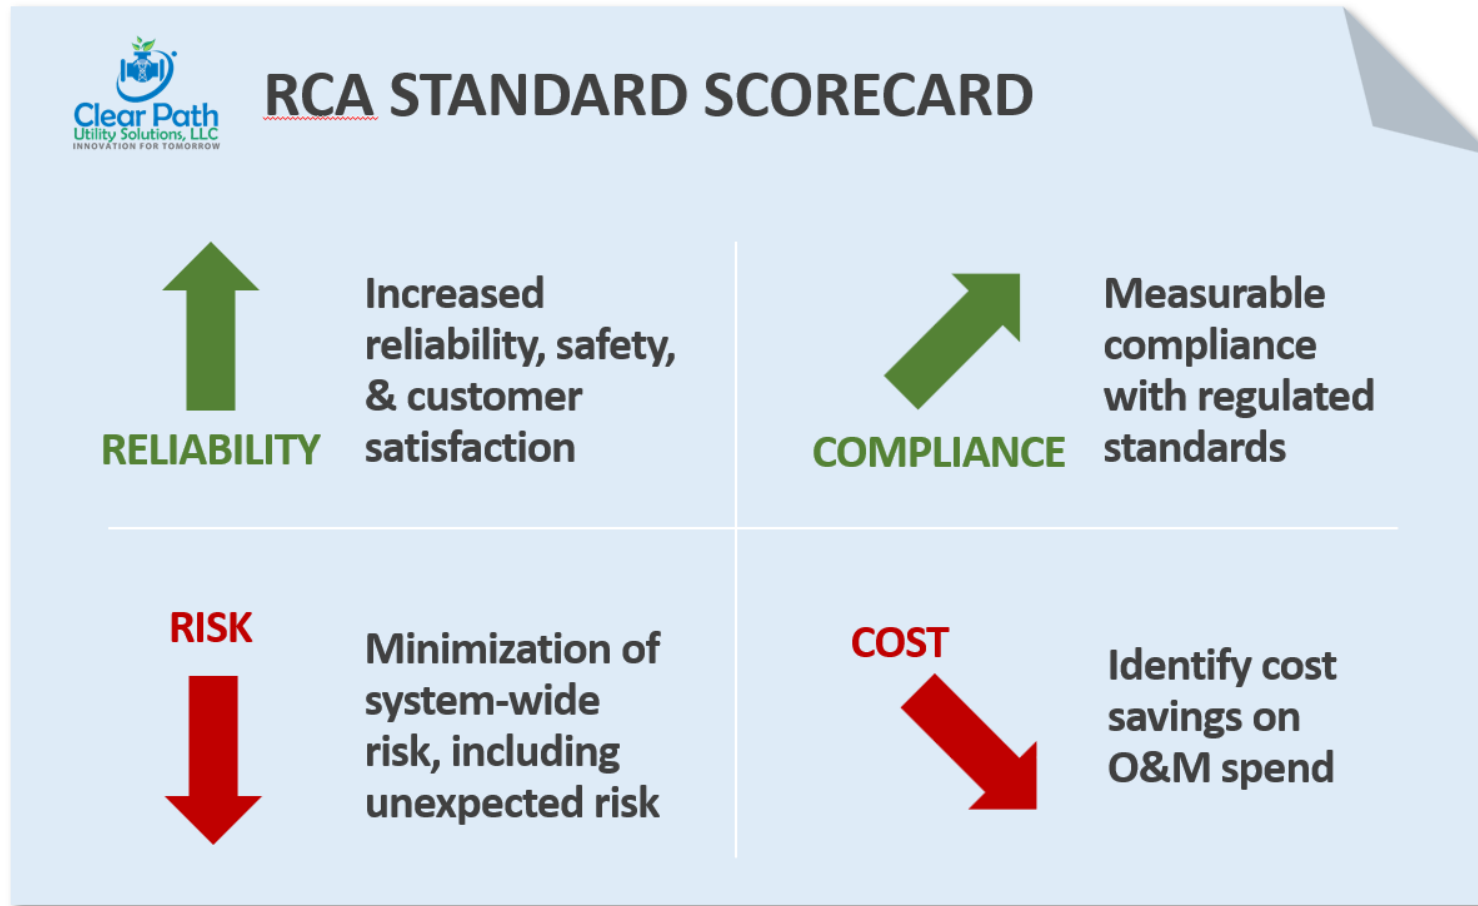 Clear Path
Utility Solutions, LLC
INNOVATION FOR TOMORROW
RCA STANDARD SCORECARD
RELIABILITY
Increased
reliability, safety,
& customer
satisfaction
COMPLIANCE
Measurable
compliance
with regulated
standards
RISK
Minimization of
system-wide
risk, including
unexpected risk
COST
Identify cost
savings on
O&M spend